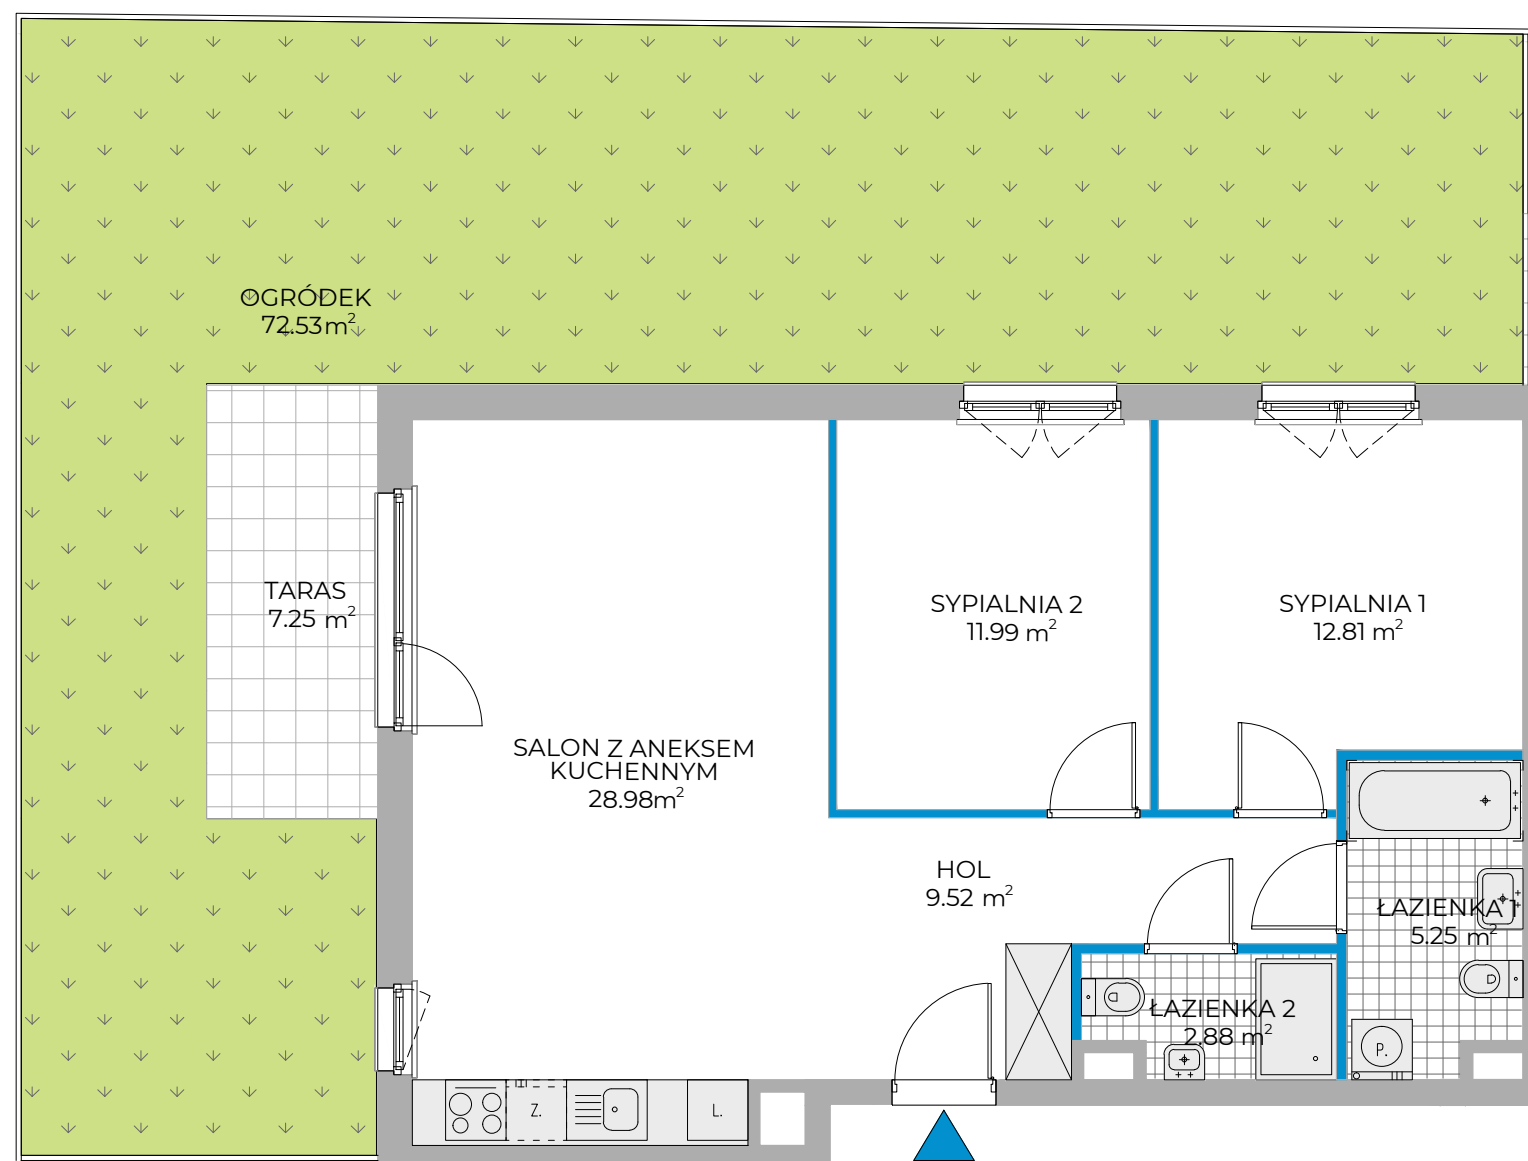 OGRÓDEK
72.53m²
TARAS
7.25 m²
SYPIALNIA 2
11.99 m²
SYPIALNIA 1
12.81 m²
SALON Z ANEKSEM
KUCHENNYM
28.98m²
HOL
9.52 m²
ŁAZIENKA 1
5.25 m²
ŁAZIENKA 2
2.88 m²
P.
Z.
L.